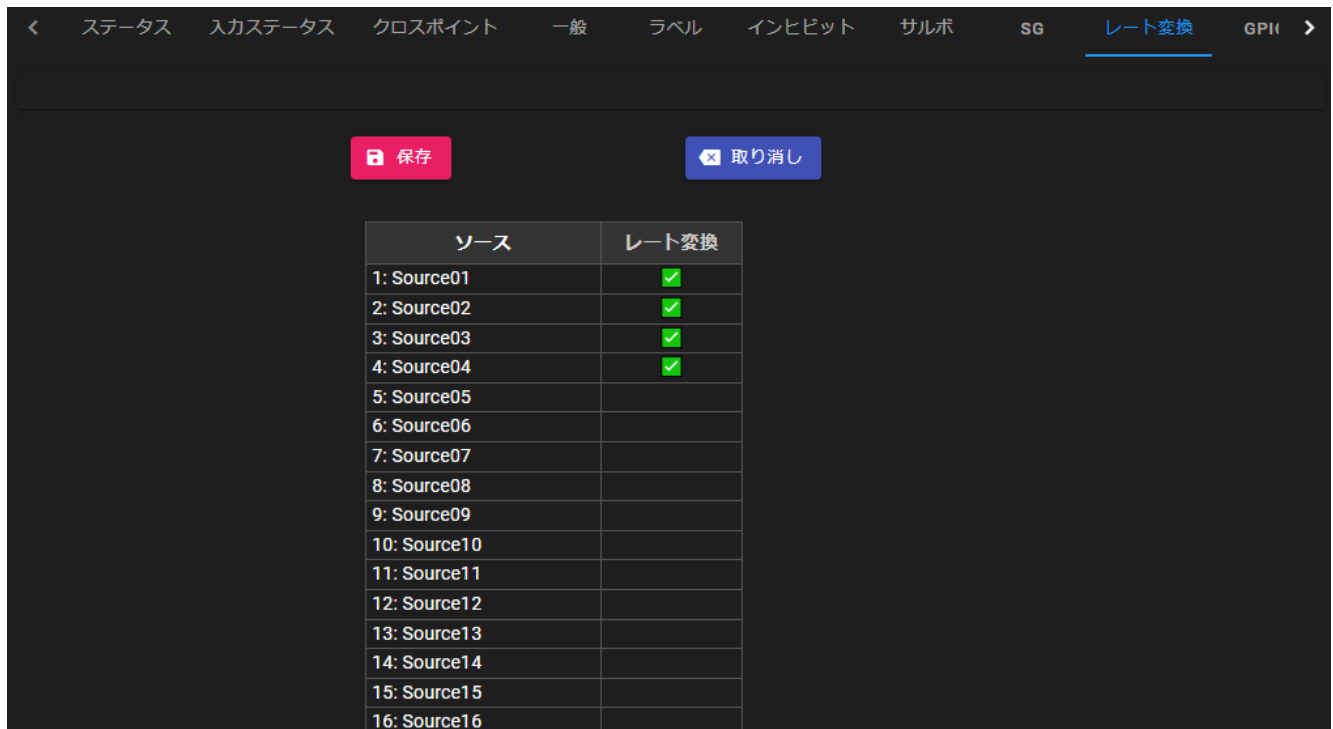 ステータス 入力ステータス クロスポイント 一般 ラベル インヒビット サルボ SG レート変換 GPI
保存 取り消し
ソース レート変換
1: Source01
2: Source02
3: Source03
4: Source04
5: Source05
6: Source06
7: Source07
8: Source08
9: Source09
10: Source10
11: Source11
12: Source12
13: Source13
14: Source14
15: Source15
16: Source16